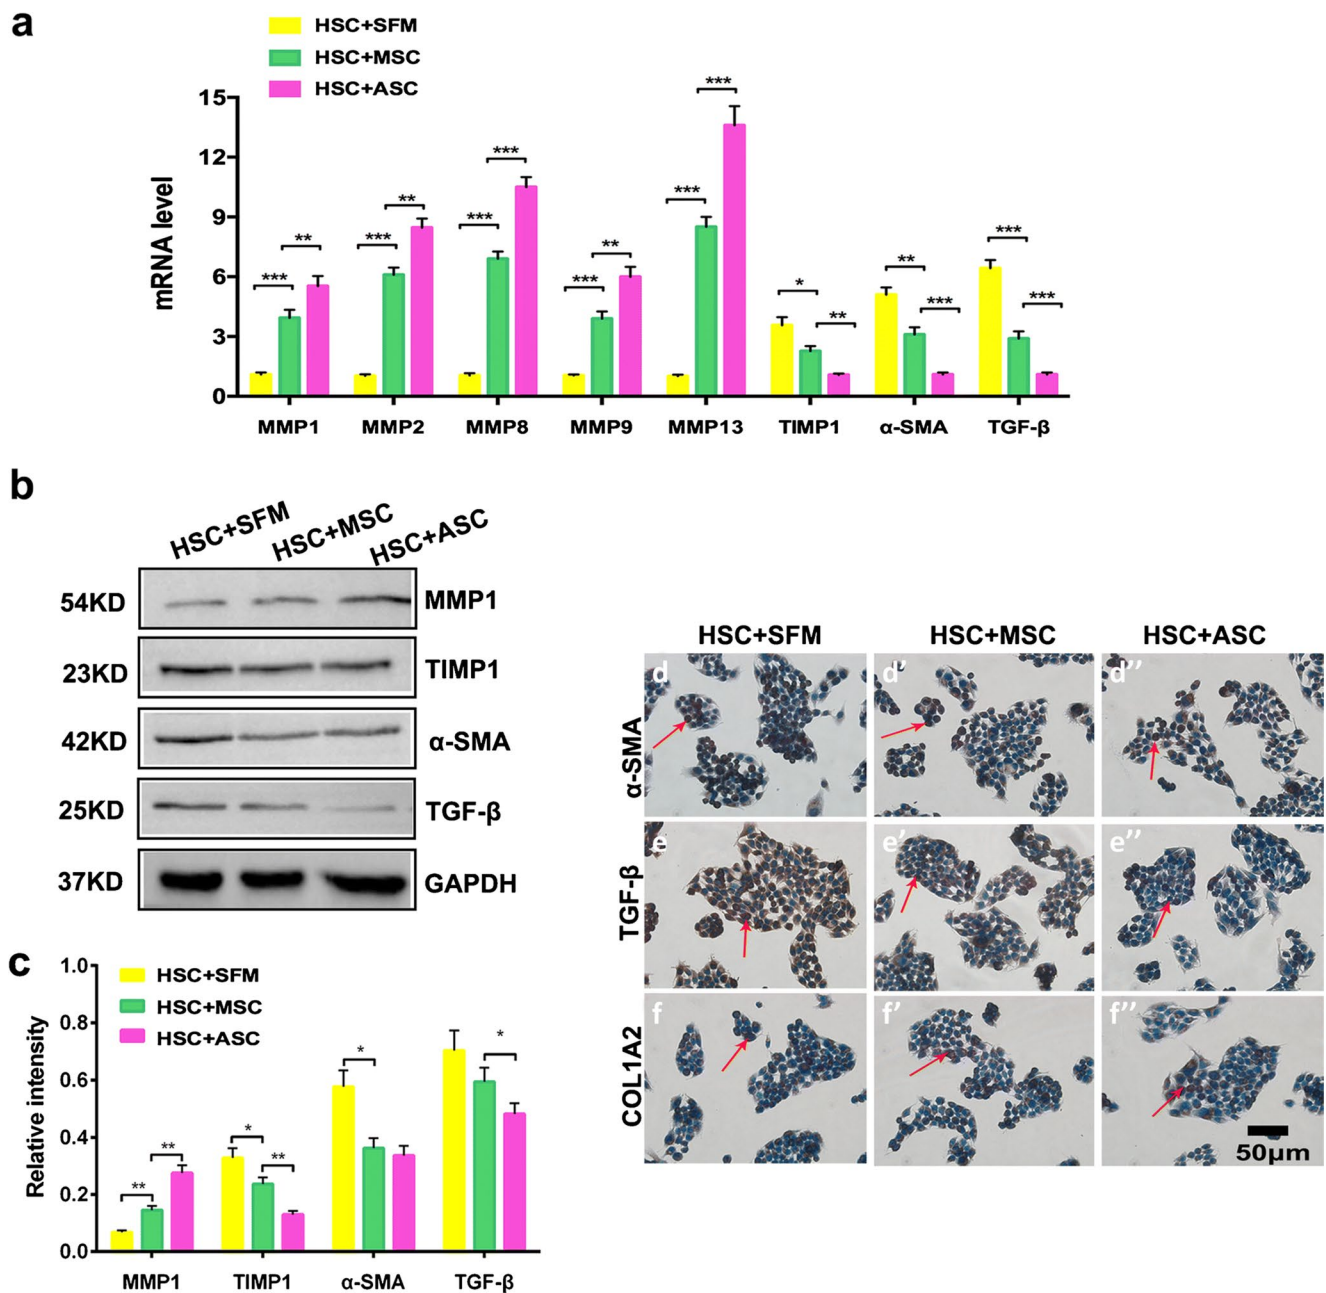 a
HSC+SFM
HSC+MSC
HSC+ASC
mRNA level
15
12
9
6
3
0
*** ** *** ** *** *** *** ** *** *** * ** ** *** *** ***
MMP1 MMP2 MMP8 MMP9 MMP13 TIMP1 α-SMA TGF-β
b
HSC+SFM HSC+MSC HSC+ASC
54KD MMP1
23KD TIMP1
42KD α-SMA
25KD TGF-β
37KD GAPDH
c
HSC+SFM
HSC+MSC
HSC+ASC
Relative intensity
1.0
0.8
0.6
0.4
0.2
0.0
** ** * ** * *
MMP1 TIMP1 α-SMA TGF-β
HSC+SFM HSC+MSC HSC+ASC
α-SMA
d d’ d’’
TGF-β
e e’ e’’
COL1A2
f f’ f’’
50μm